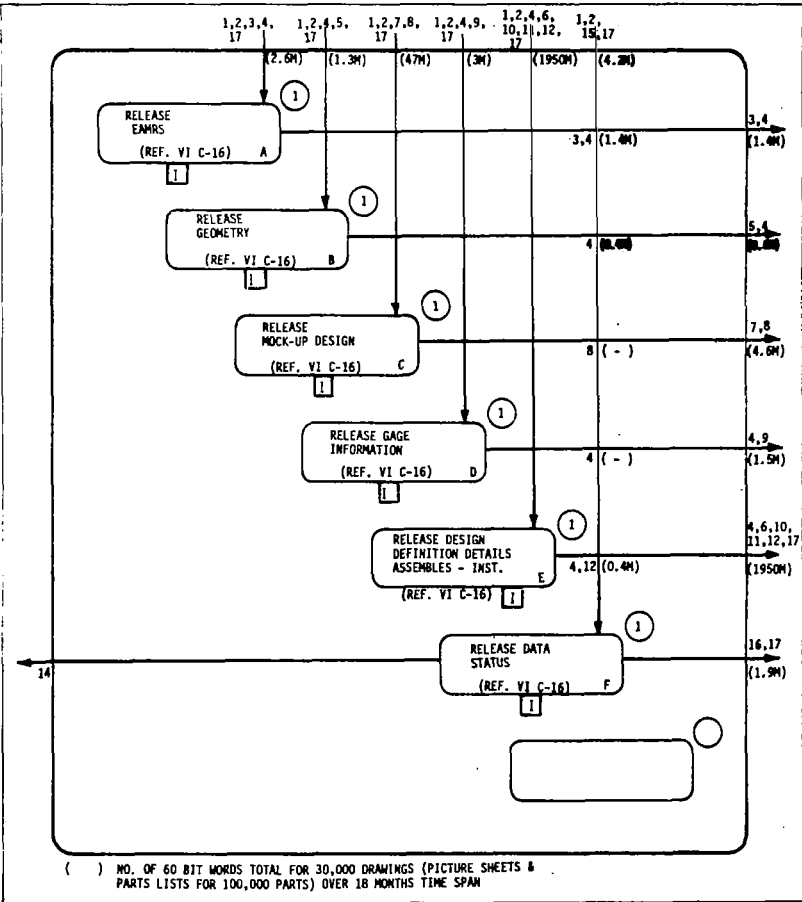 1,2,3,4,
17
1,2,4,5,
17
1,2,7,8,
17
1,2,4,9,
17
1,2,4,6,
10,11,12,
17
1,2,
15,17
(2.6M)
(1.3M)
(47M)
(3M)
(1950M)
(4.2M)
1
RELEASE
EAMRS
(REF. VI C-16) A
I
3,4 (1.4M)
3,4
(1.4M)
1
RELEASE
GEOMETRY
(REF. VI C-16) B
I
4
5,4
1
RELEASE
MOCK-UP DESIGN
(REF. VI C-16) C
I
8 ( - )
7,8
(4.6M)
1
RELEASE GAGE
INFORMATION
(REF. VI C-16) D
I
4 ( - )
4,9
(1.5M)
1
RELEASE DESIGN
DEFINITION DETAILS
ASSEMBLES - INST.
E
(REF. VI C-16)
I
4,12 (0.4M)
4,6,10,
11,12,17
(1950M)
1
RELEASE DATA
STATUS
(REF. VI C-16) F
I
14
16,17
(1.9M)
( ) NO. OF 60 BIT WORDS TOTAL FOR 30,000 DRAWINGS (PICTURE SHEETS &
PARTS LISTS FOR 100,000 PARTS) OVER 18 MONTHS TIME SPAN